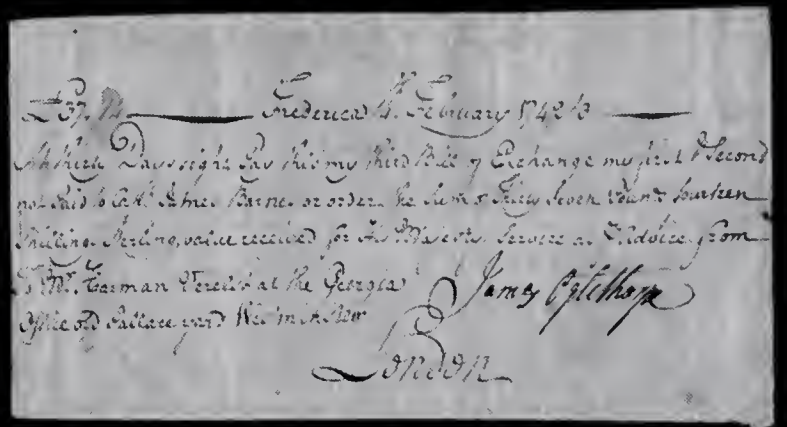 £37.14 Frederica 14th February 1742/3
At thirty Days sight Pay this my third Bill of Exchange my first & Second
not Paid to Capt. James Barnes or order the Sum of Thirty Seven Pounds fourteen
Shillings Sterling, value received for His Majestys Service as P Advice from
To Mr. Harman Verelst at the Georgia
Office old Pallace yard Westminster
James Oglethorpe
London